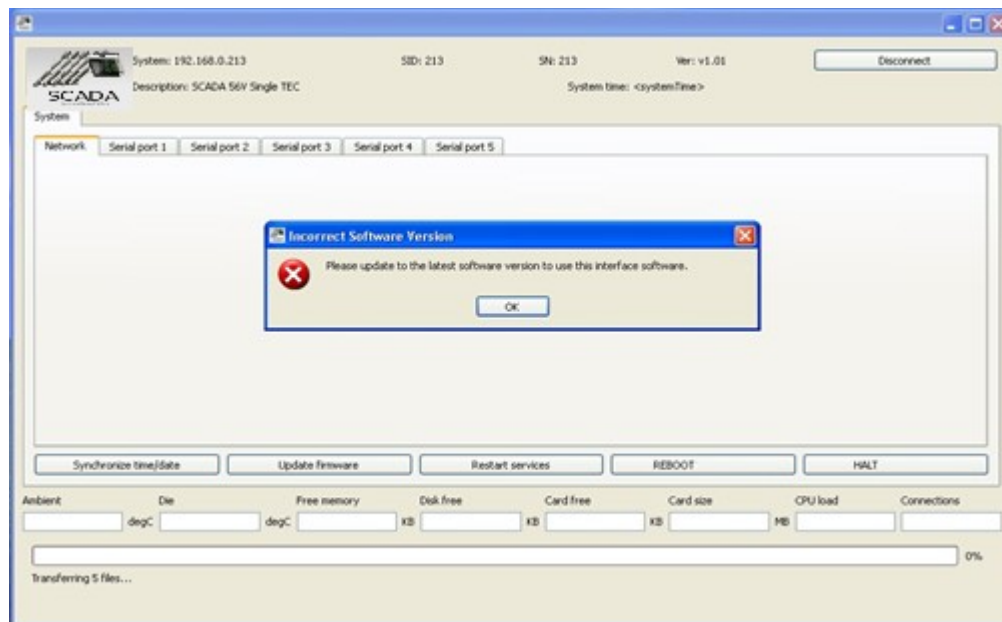 System: 192.168.0.213 SID: 213 SN: 213 Ver: v1.01 Disconnect
SCADA
Description: SCADA 56V Single TEC System time: <systemTime>
System
Network Serial port 1 Serial port 2 Serial port 3 Serial port 4 Serial port 5
Incorrect Software Version
Please update to the latest software version to use this interface software.
OK
Synchronize time/date Update firmware Restart services REBOOT HALT
Ambient Die Free memory Disk free Card free Card size CPU load Connections
degC degC KB KB KB MB
0%
Transferring 5 files...